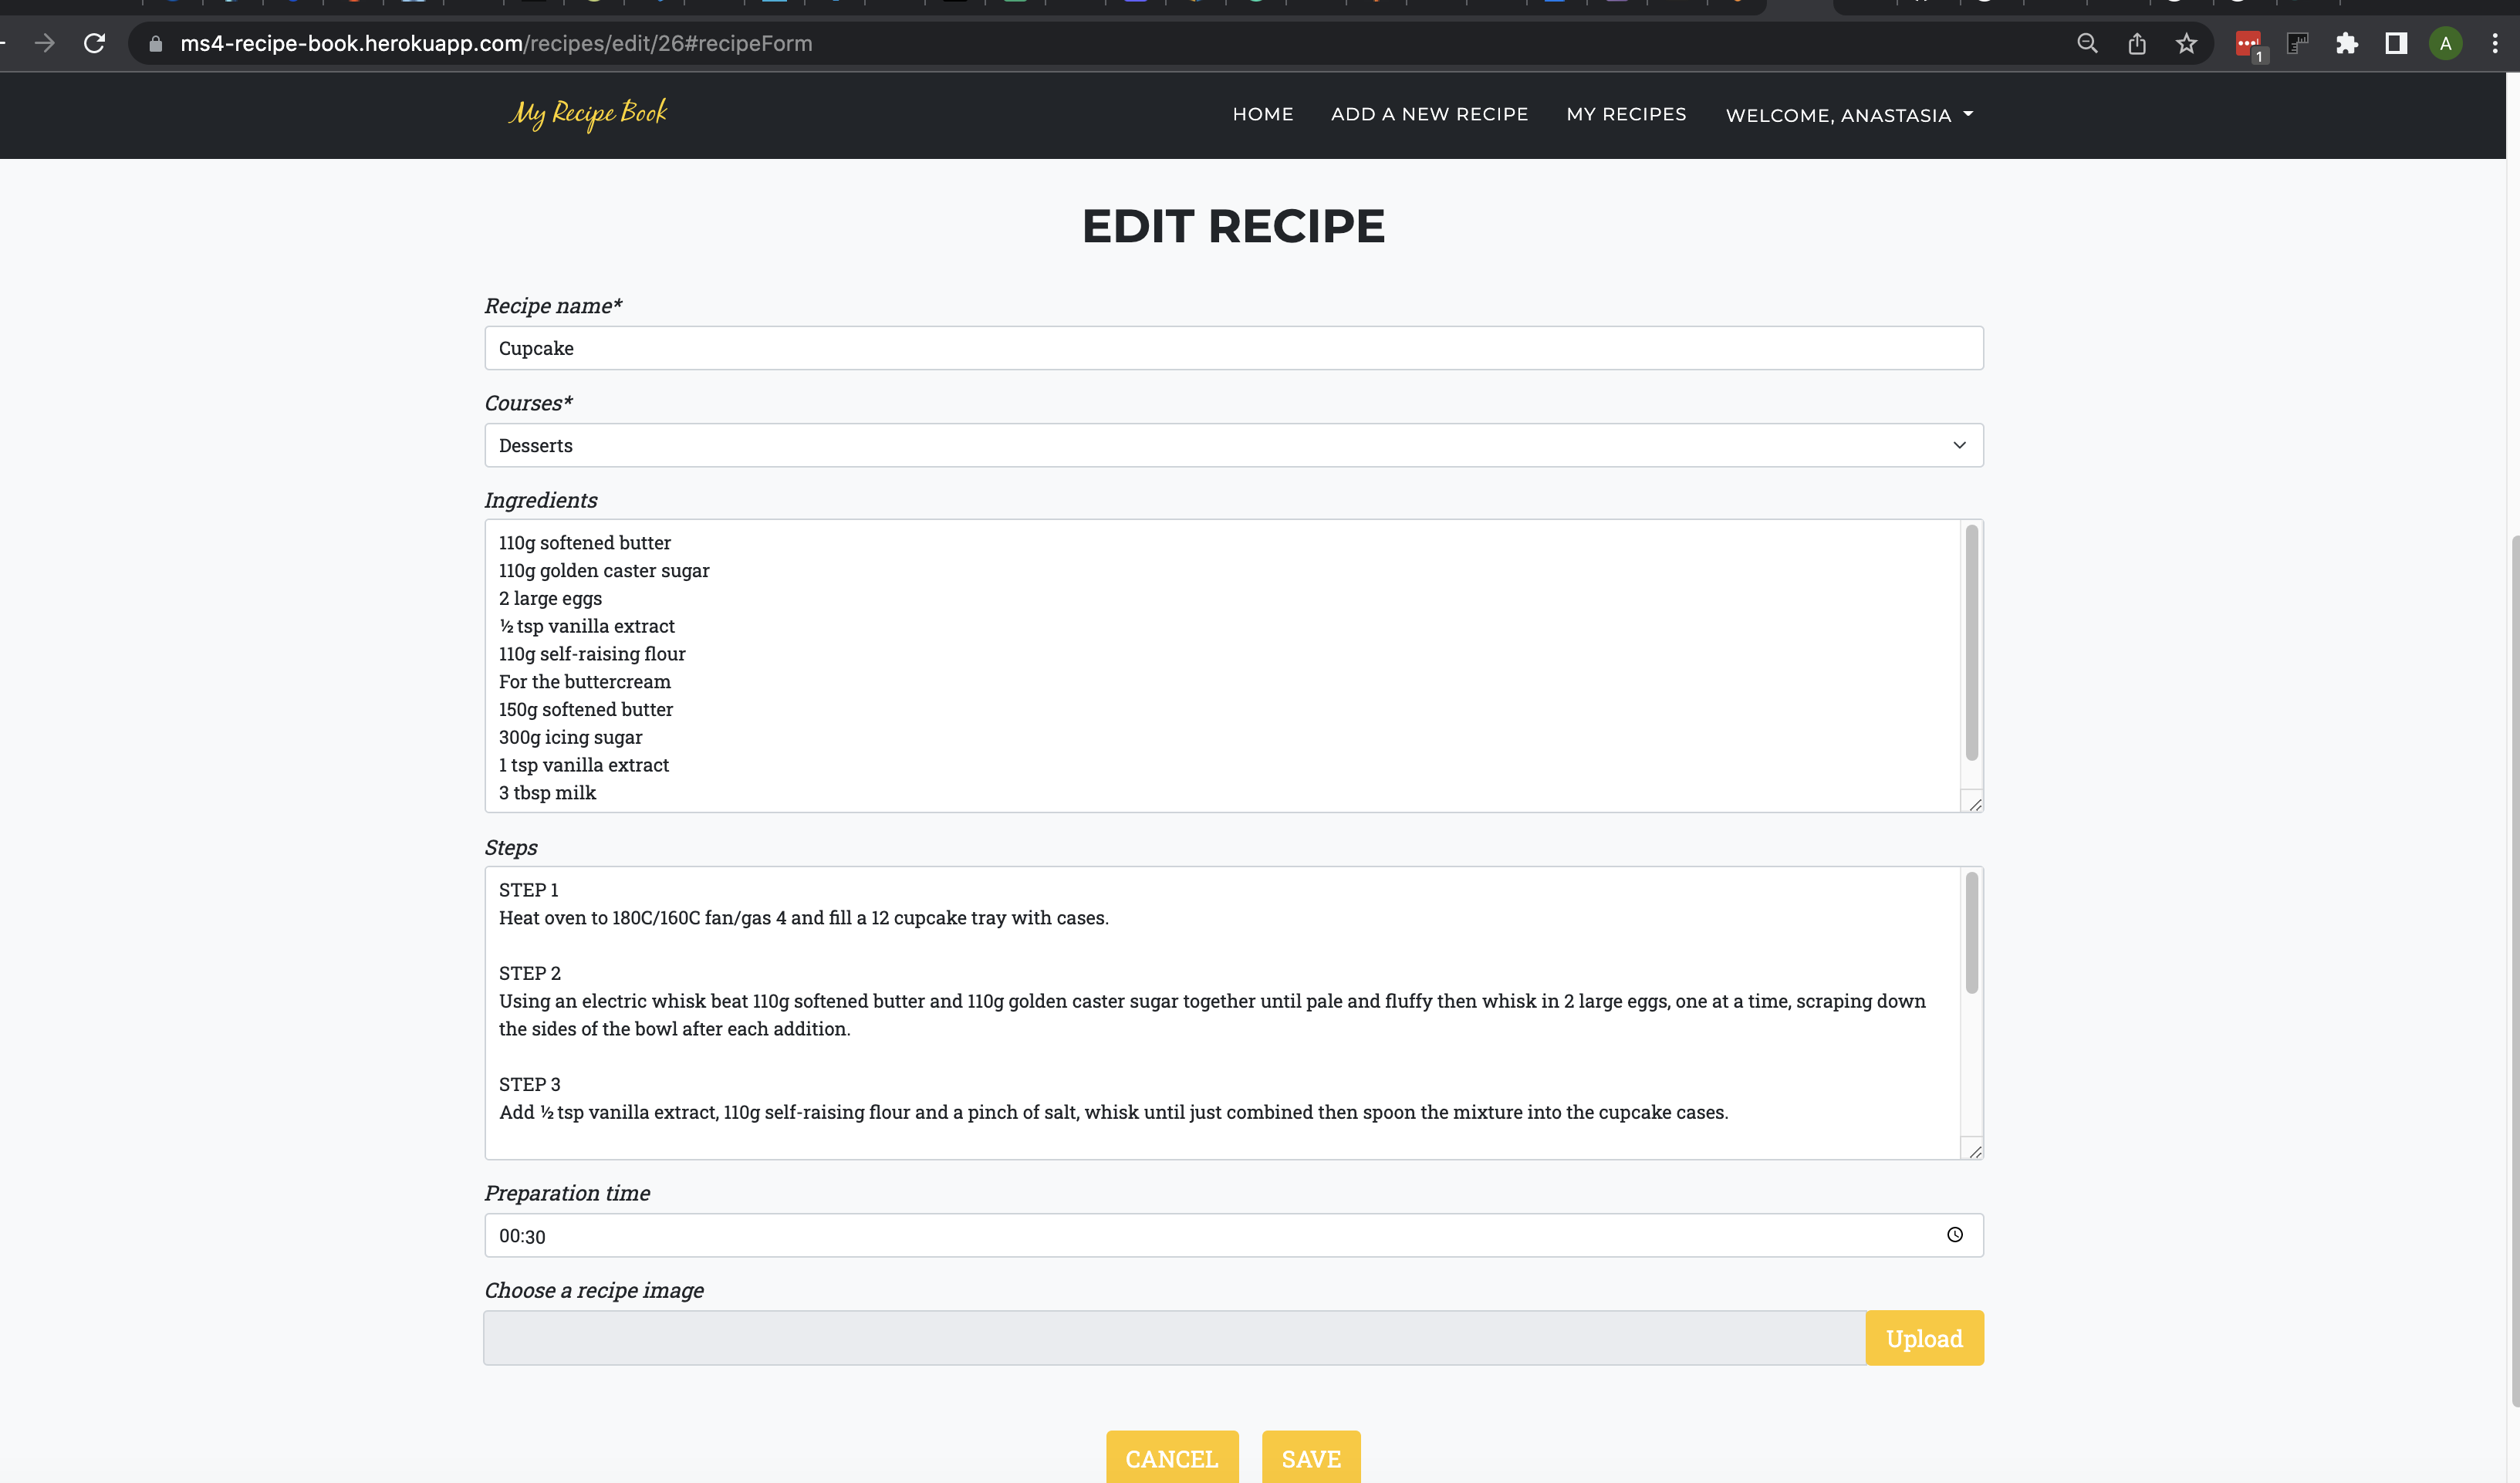 ms4-recipe-book.herokuapp.com/recipes/edit/26#recipeForm
1
A
My Recipe Book
HOME
ADD A NEW RECIPE
MY RECIPES
WELCOME, ANASTASIA
EDIT RECIPE
Recipe name*
Cupcake
Courses*
Desserts
Ingredients
110g softened butter
110g golden caster sugar
2 large eggs
½ tsp vanilla extract
110g self-raising flour
For the buttercream
150g softened butter
300g icing sugar
1 tsp vanilla extract
3 tbsp milk
Steps
STEP 1
Heat oven to 180C/160C fan/gas 4 and fill a 12 cupcake tray with cases.
STEP 2
Using an electric whisk beat 110g softened butter and 110g golden caster sugar together until pale and fluffy then whisk in 2 large eggs, one at a time, scraping down
the sides of the bowl after each addition.
STEP 3
Add ½ tsp vanilla extract, 110g self-raising flour and a pinch of salt, whisk until just combined then spoon the mixture into the cupcake cases.
Preparation time
00:30
Choose a recipe image
Upload
CANCEL
SAVE